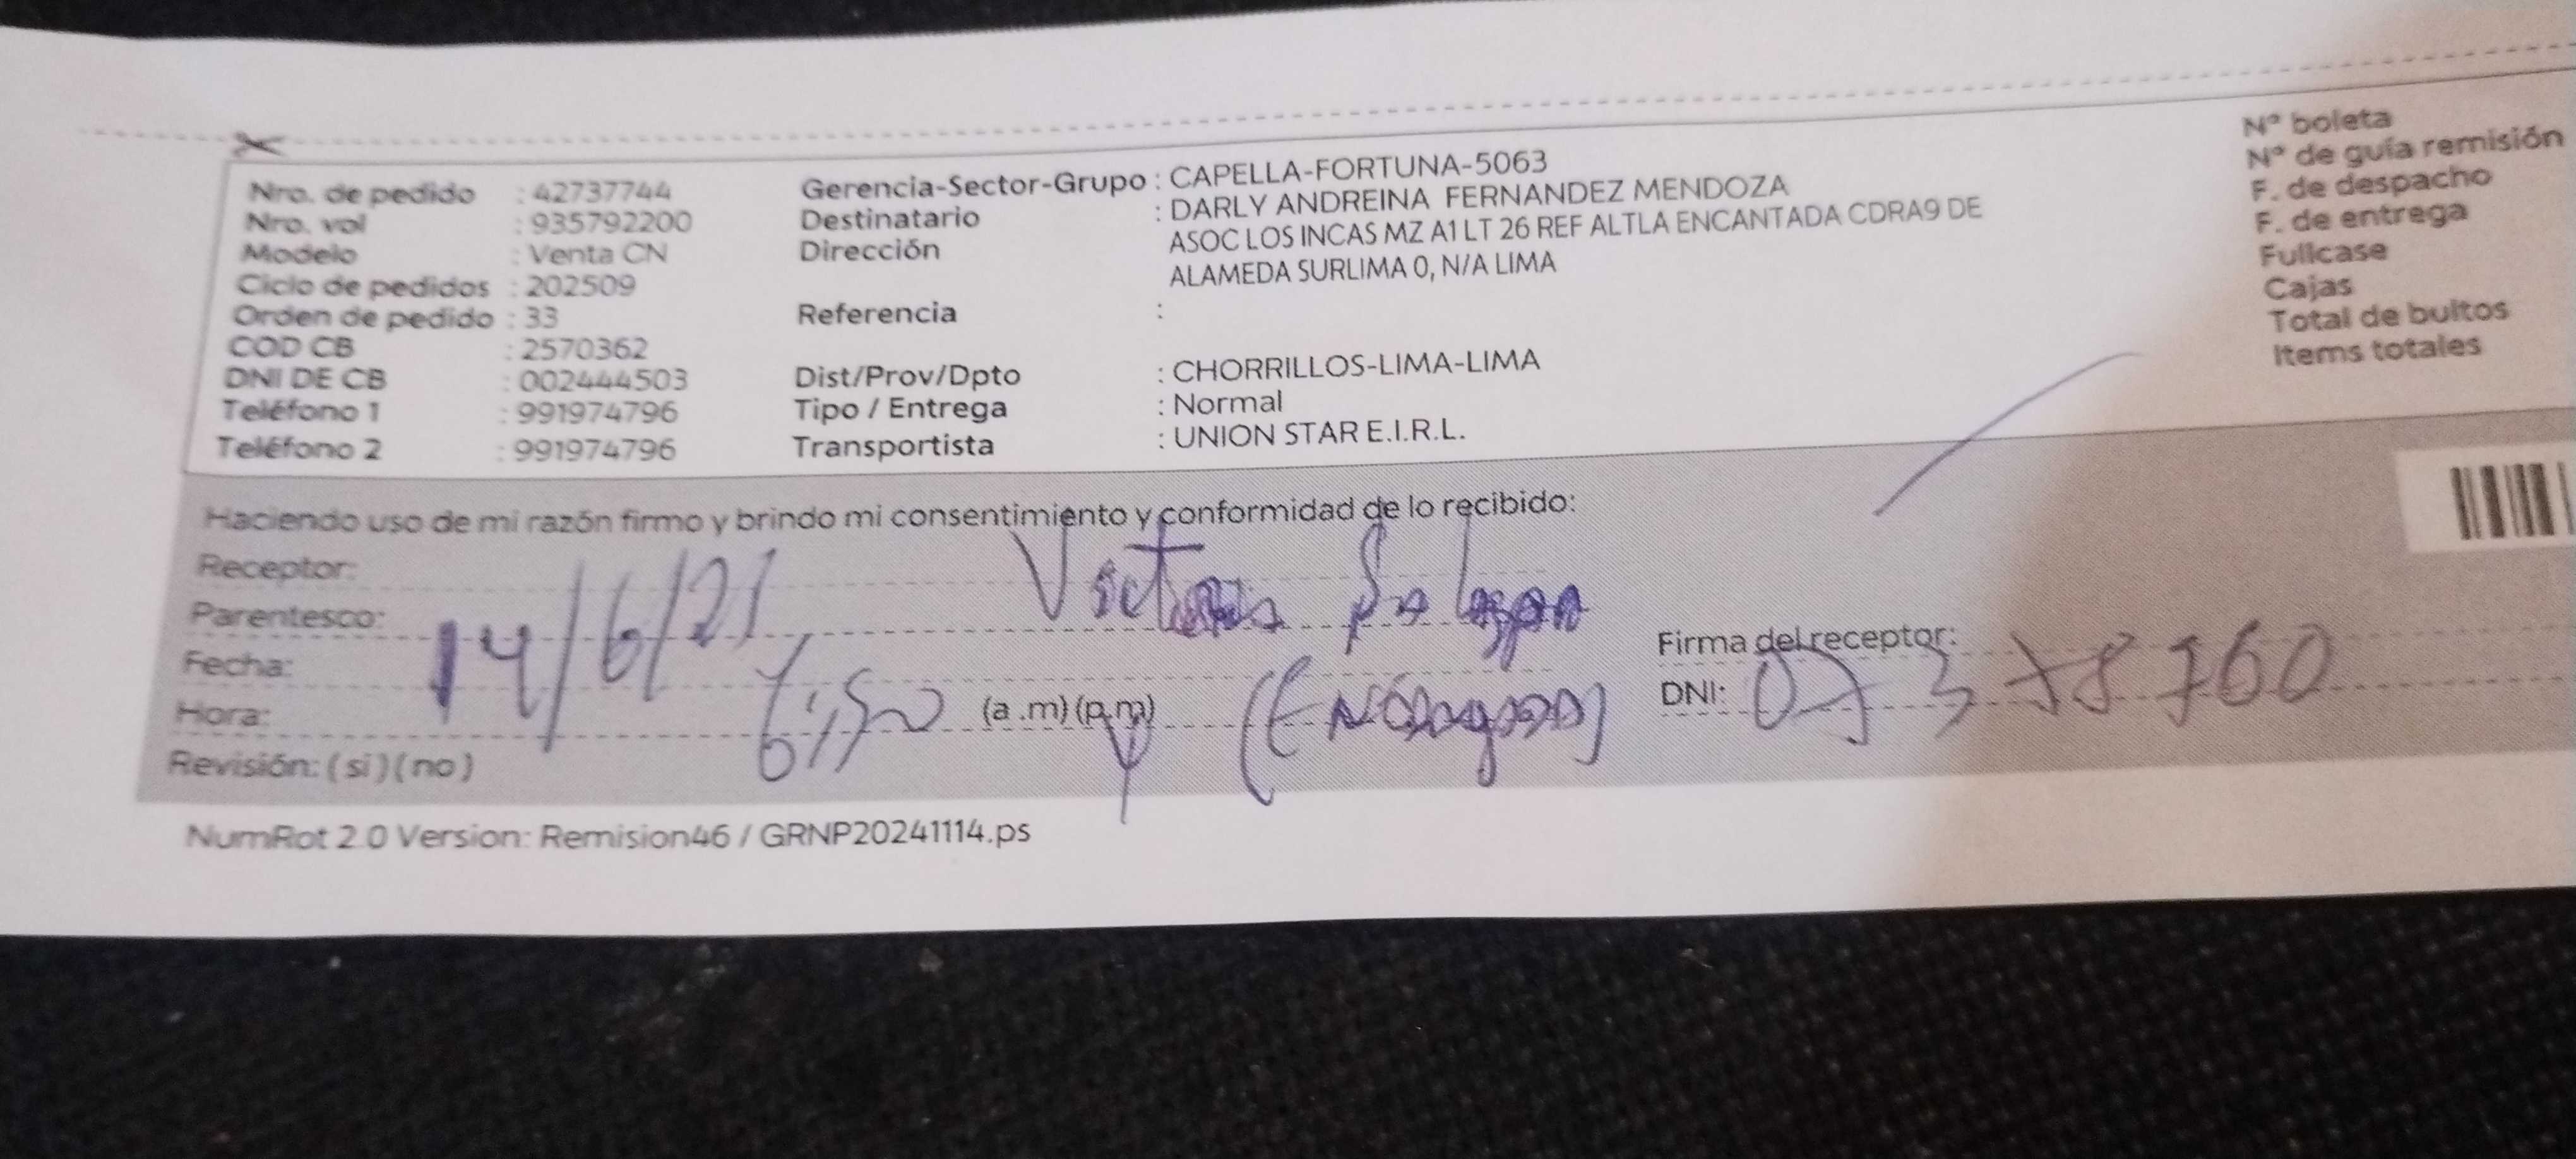 Nro. de pedido : 42737744
Nro. vol : 935792200
Modelo : Venta CN
Ciclo de pedidos : 202509
Orden de pedido : 33
COD CB : 2570362
DNI DE CB : 002444503
Teléfono 1 : 991974796
Teléfono 2 : 991974796
Gerencia-Sector-Grupo : CAPELLA-FORTUNA-5063
Destinatario : DARLY ANDREINA FERNANDEZ MENDOZA
Dirección ASOC LOS INCAS MZ A1 LT 26 REF ALTLA ENCANTADA CDRA9 DE
ALAMEDA SURLIMA 0, N/A LIMA
Referencia :
Dist/Prov/Dpto : CHORRILLOS-LIMA-LIMA
Tipo / Entrega : Normal
Transportista : UNION STAR E.I.R.L.
N° boleta
N° de guía remisión
F. de despacho
F. de entrega
Fullcase
Cajas
Total de bultos
Items totales
Haciendo uso de mi razón firmo y brindo mi consentimiento y conformidad de lo recibido:
Receptor:
Parentesco:
Fecha: 14/6/21
Hora: (a .m) (p.m)
Revisión: ( si ) ( no )
Firma del receptor:
DNI: 07378760
NumRot 2.0 Version: Remision46 / GRNP20241114.ps